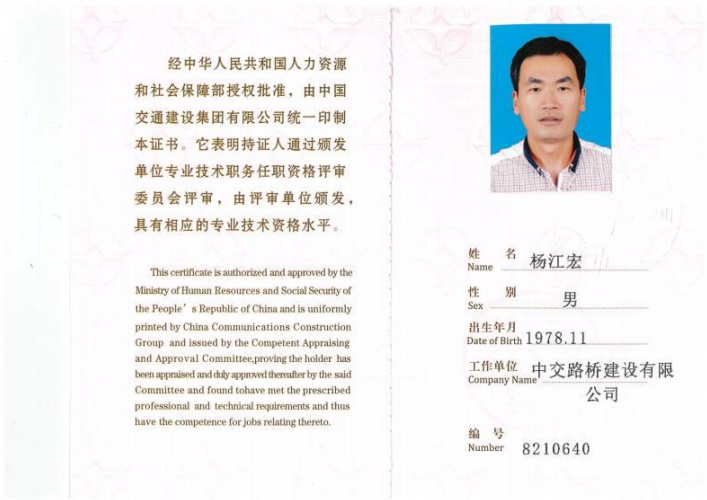 经中华人民共和国人力资源
和社会保障部授权批准，由中国
交通建设集团有限公司统一印制
本证书。它表明持证人通过颁发
单位专业技术职务任职资格评审
委员会评审，由评审单位颁发，
具有相应的专业技术资格水平。
This certificate is authorized and approved by the
Ministry of Human Resources and Social Security of
the People's Republic of China and is uniformly
printed by China Communications Construction
Group and issued by the Competent Appraising
and Approval Committee,proving the holder has
been appraised and duly approved thereafter by the said
Committee and found tohave met the prescribed
professional and technical requirements and thus
have the competence for jobs relating thereto.
姓 名 杨江宏
Name
性 别 男
Sex
出生年月 1978.11
Date of Birth
工作单位 中交路桥建设有限
Company Name 公司
编 号 8210640
Number